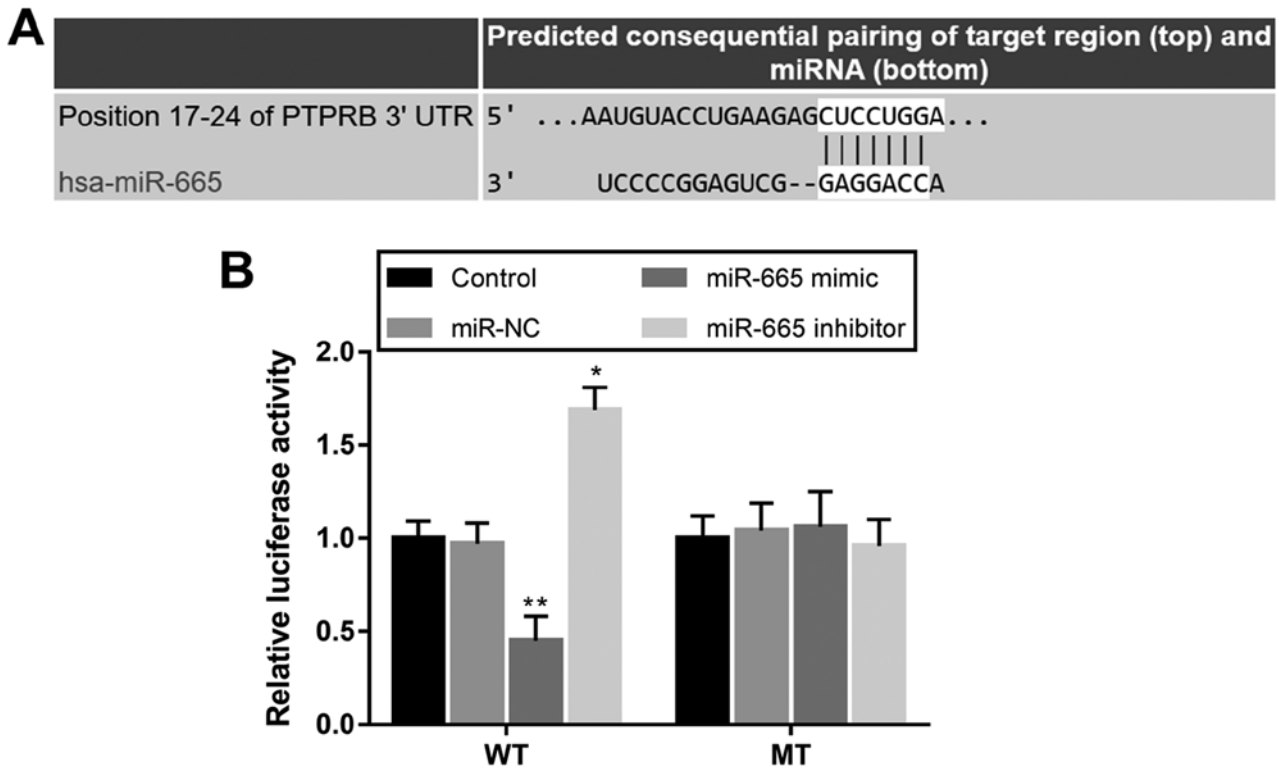 A
Predicted consequential pairing of target region (top) and
miRNA (bottom)
Position 17-24 of PTPRB 3' UTR 5' ...AAUGUACCUGAAGAGCUCCUGGA...
hsa-miR-665 3' UCCCCGGAGUCG--GAGGACCA
B
Control miR-665 mimic
miR-NC miR-665 inhibitor
Relative luciferase activity
2.0
1.5
1.0
0.5
0.0
*
**
WT MT